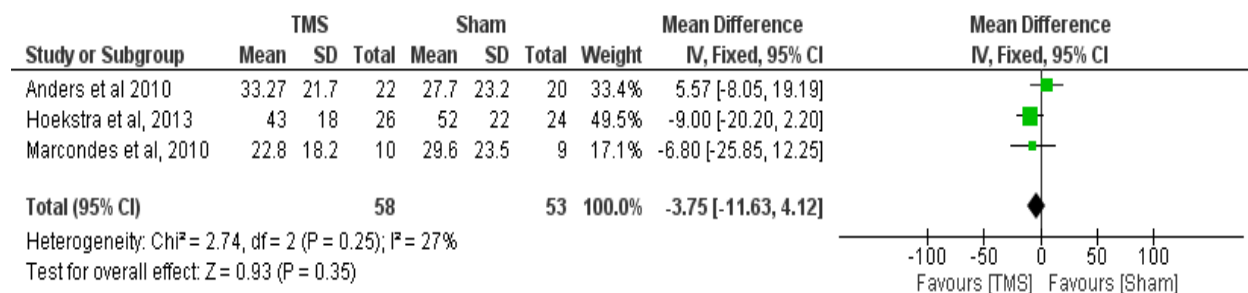 TMS Sham Mean Difference Mean Difference
Study or Subgroup Mean SD Total Mean SD Total Weight IV, Fixed, 95% CI IV, Fixed, 95% CI
Anders et al 2010 33.27 21.7 22 27.7 23.2 20 33.4% 5.57 [-8.05, 19.19]
Hoekstra et al, 2013 43 18 26 52 22 24 49.5% -9.00 [-20.20, 2.20]
Marcondes et al, 2010 22.8 18.2 10 29.6 23.5 9 17.1% -6.80 [-25.85, 12.25]
Total (95% CI) 58 53 100.0% -3.75 [-11.63, 4.12]
Heterogeneity: Chi² = 2.74, df = 2 (P = 0.25); I² = 27%
Test for overall effect: Z = 0.93 (P = 0.35)
-100 -50 0 50 100
Favours [TMS] Favours [Sham]